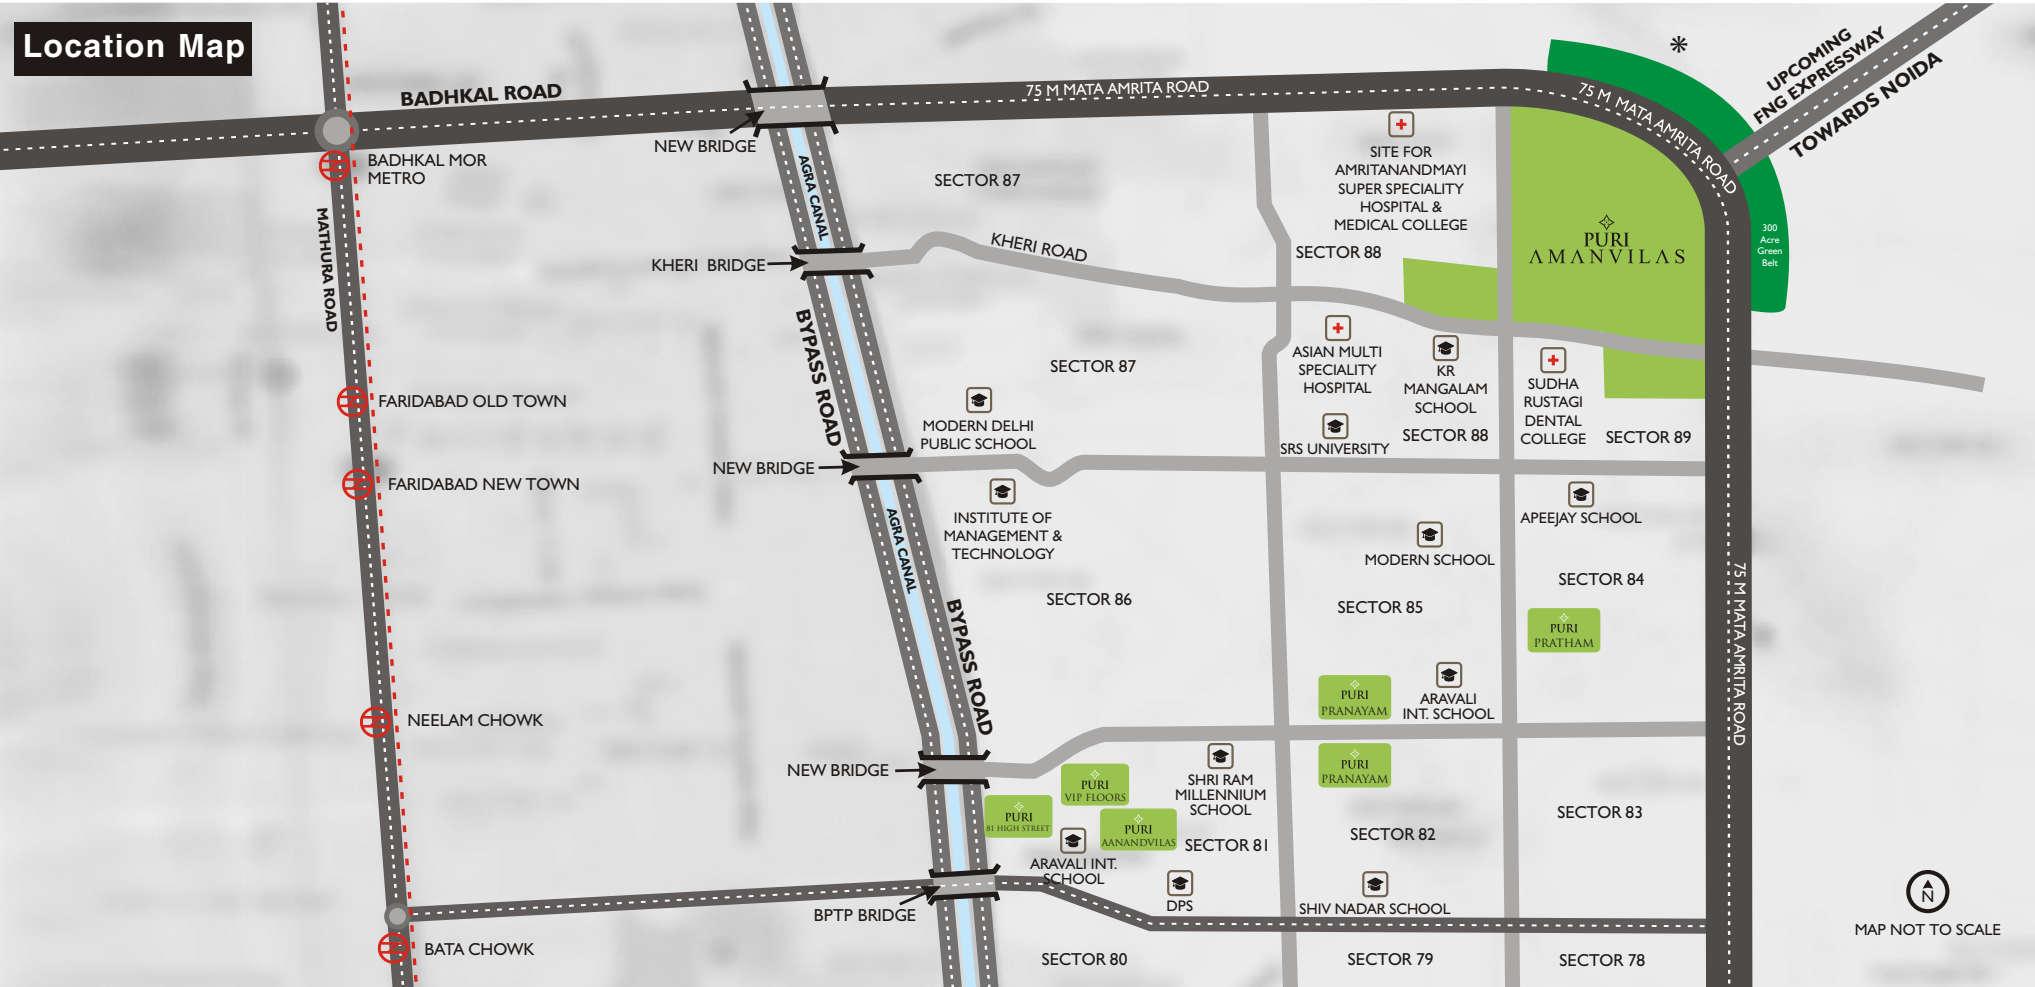 Location Map
BADHKAL ROAD
75 M MATA AMRITA ROAD
75 M MATA AMRITA ROAD
UPCOMING
FNG EXPRESSWAY
TOWARDS NOIDA
NEW BRIDGE
BADHKAL MOR
METRO
MATHURA ROAD
AGRA CANAL
SECTOR 87
SITE FOR
AMRITANANDMAYI
SUPER SPECIALITY
HOSPITAL &
MEDICAL COLLEGE
SECTOR 88
PURI
AMANVILAS
300
Acre
Green
Belt
KHERI BRIDGE
KHERI ROAD
BYPASS ROAD
SECTOR 87
ASIAN MULTI
SPECIALITY
HOSPITAL
KR
MANGALAM
SCHOOL
SUDHA
RUSTAGI
DENTAL
COLLEGE
FARIDABAD OLD TOWN
MODERN DELHI
PUBLIC SCHOOL
SRS UNIVERSITY
SECTOR 88
SECTOR 89
NEW BRIDGE
FARIDABAD NEW TOWN
INSTITUTE OF
MANAGEMENT &
TECHNOLOGY
AGRA CANAL
APEEJAY SCHOOL
MODERN SCHOOL
SECTOR 84
SECTOR 86
SECTOR 85
PURI
PRATHAM
75 M MATA AMRITA ROAD
BYPASS ROAD
PURI
PRANAYAM
ARAVALI
INT. SCHOOL
NEELAM CHOWK
NEW BRIDGE
PURI
PRANAYAM
PURI
VIP FLOORS
SHRI RAM
MILLENNIUM
SCHOOL
PURI
81 HIGH STREET
PURI
AANANDVILAS
SECTOR 81
SECTOR 82
SECTOR 83
ARAVALI INT.
SCHOOL
DPS
SHIV NADAR SCHOOL
BPTP BRIDGE
BATA CHOWK
SECTOR 80
SECTOR 79
SECTOR 78
N
MAP NOT TO SCALE